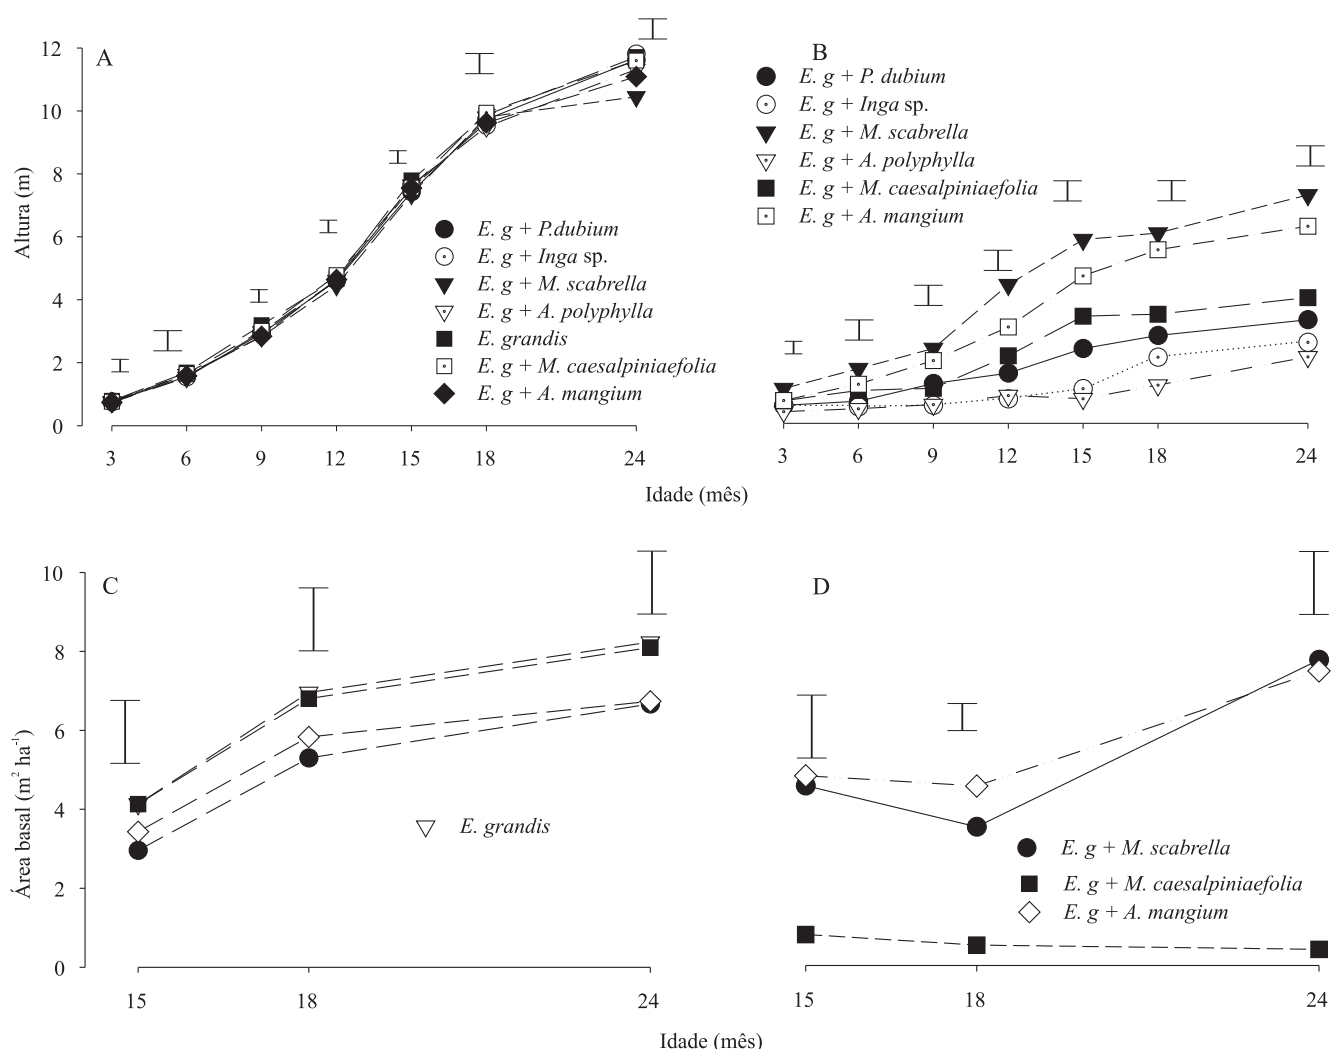 A
Altura (m)
12
10
8
6
4
2
0
E. g + P.dubium
E. g + Inga sp.
E. g + M. scabrella
E. g + A. polyphylla
E. grandis
E. g + M. caesalpiniaefolia
E. g + A. mangium
3 6 9 12 15 18 24
B
E. g + P. dubium
E. g + Inga sp.
E. g + M. scabrella
E. g + A. polyphylla
E. g + M. caesalpiniaefolia
E. g + A. mangium
3 6 9 12 15 18 24
Idade (mês)
C
Área basal (m² ha⁻¹)
10
8
6
4
2
0
E. grandis
15 18 24
D
E. g + M. scabrella
E. g + M. caesalpiniaefolia
E. g + A. mangium
15 18 24
Idade (mês)